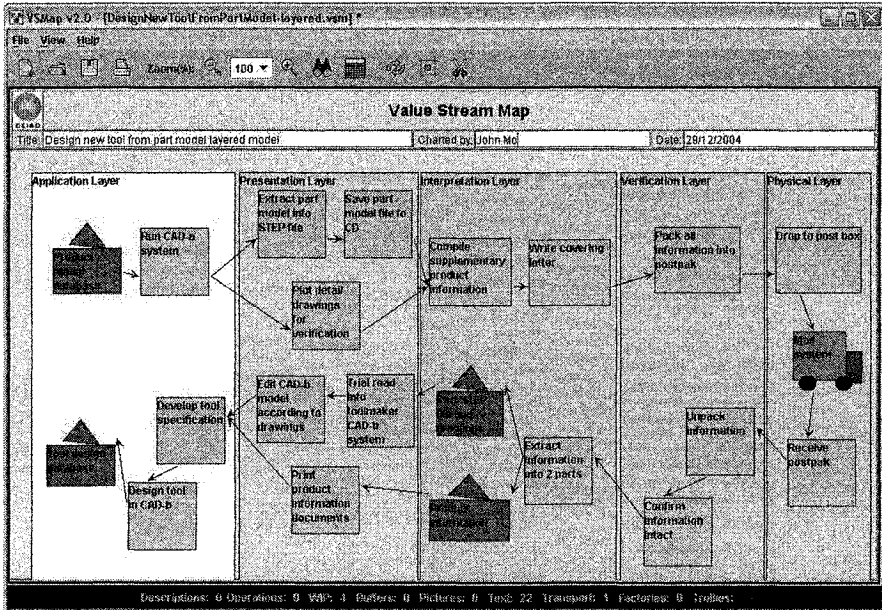 VSMap v2.0 - [DesignNewToolFromPartModel-layered.vsm] *
File View Help
Zoom(%): 100
Value Stream Map
Title: Design new tool from part model layered model
Charted by: John Mo
Date: 29/12/2004
Application Layer
Presentation Layer
Interpretation Layer
Verification Layer
Physical Layer
Run CAD-a
system
Extract part
model into
STEP file
Save part
model file to
CD
Plot detail
drawings
for
verification
Compile
supplementary
product
information
Write covering
letter
Pack all
information into
postpak
Drop to post box
Mail
system
Receive
postpak
Unpack
information
Confirm
information
intact
Extract
information
into 2 parts
Trial read
into
toolmaker
CAD-b
system
Edit CAD-b
model
according to
drawings
Print
product
information
documents
Develop tool
specification
Design tool
in CAD-b
Descriptions: 0 Operations: 0 WIP: 4 Buffers: 0 Pictures: 0 Text: 22 Transport: 1 Factories: 0 Trollies: